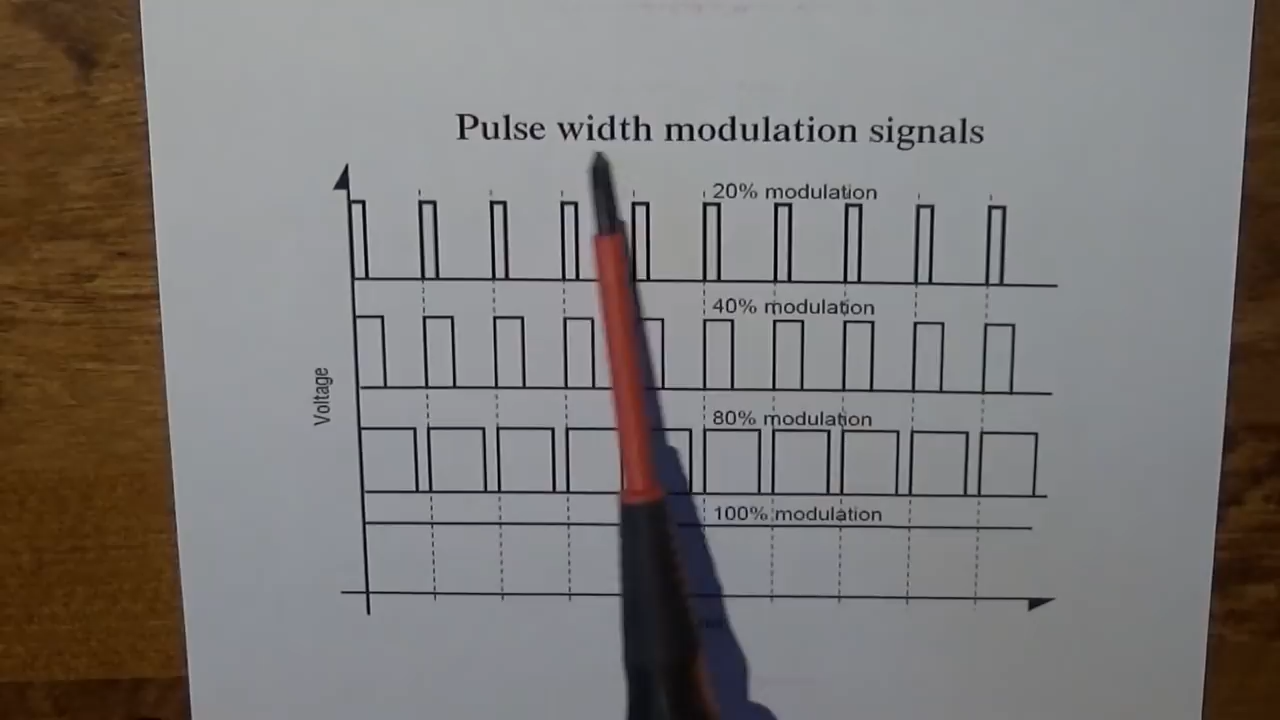 Pulse width modulation signals
20% modulation
40% modulation
Voltage
80% modulation
100% modulation